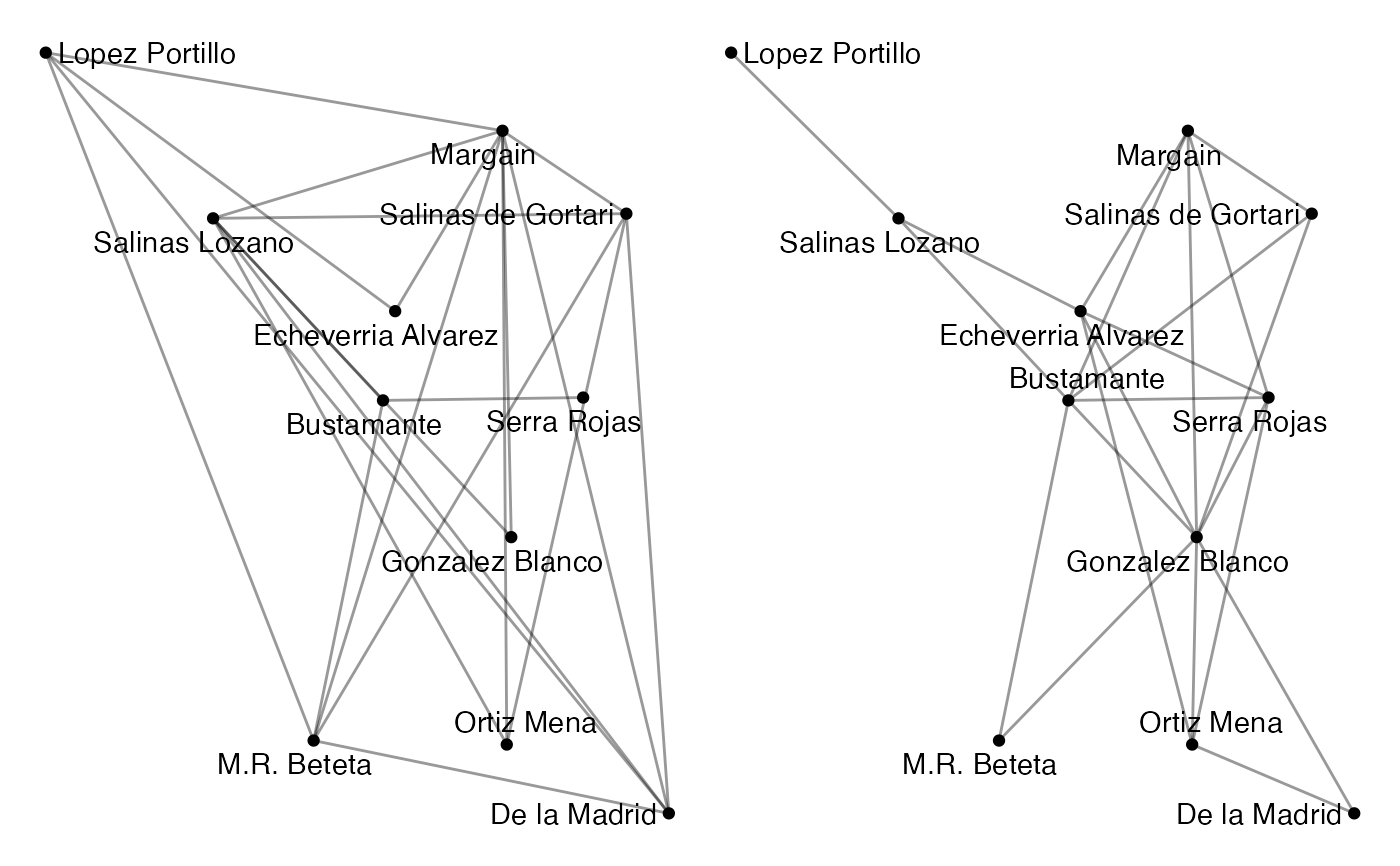 Lopez Portillo
Margain
Salinas de Gortari
Salinas Lozano
Echeverria Alvarez
Bustamante
Serra Rojas
Gonzalez Blanco
Ortiz Mena
M.R. Beteta
De la Madrid
Lopez Portillo
Margain
Salinas de Gortari
Salinas Lozano
Echeverria Alvarez
Bustamante
Serra Rojas
Gonzalez Blanco
Ortiz Mena
M.R. Beteta
De la Madrid